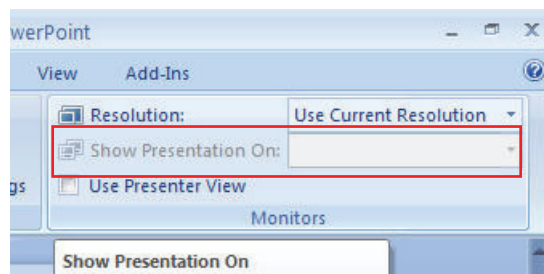 werPoint
View Add-Ins
Resolution: Use Current Resolution
Show Presentation On:
gs Use Presenter View
Monitors
Show Presentation On